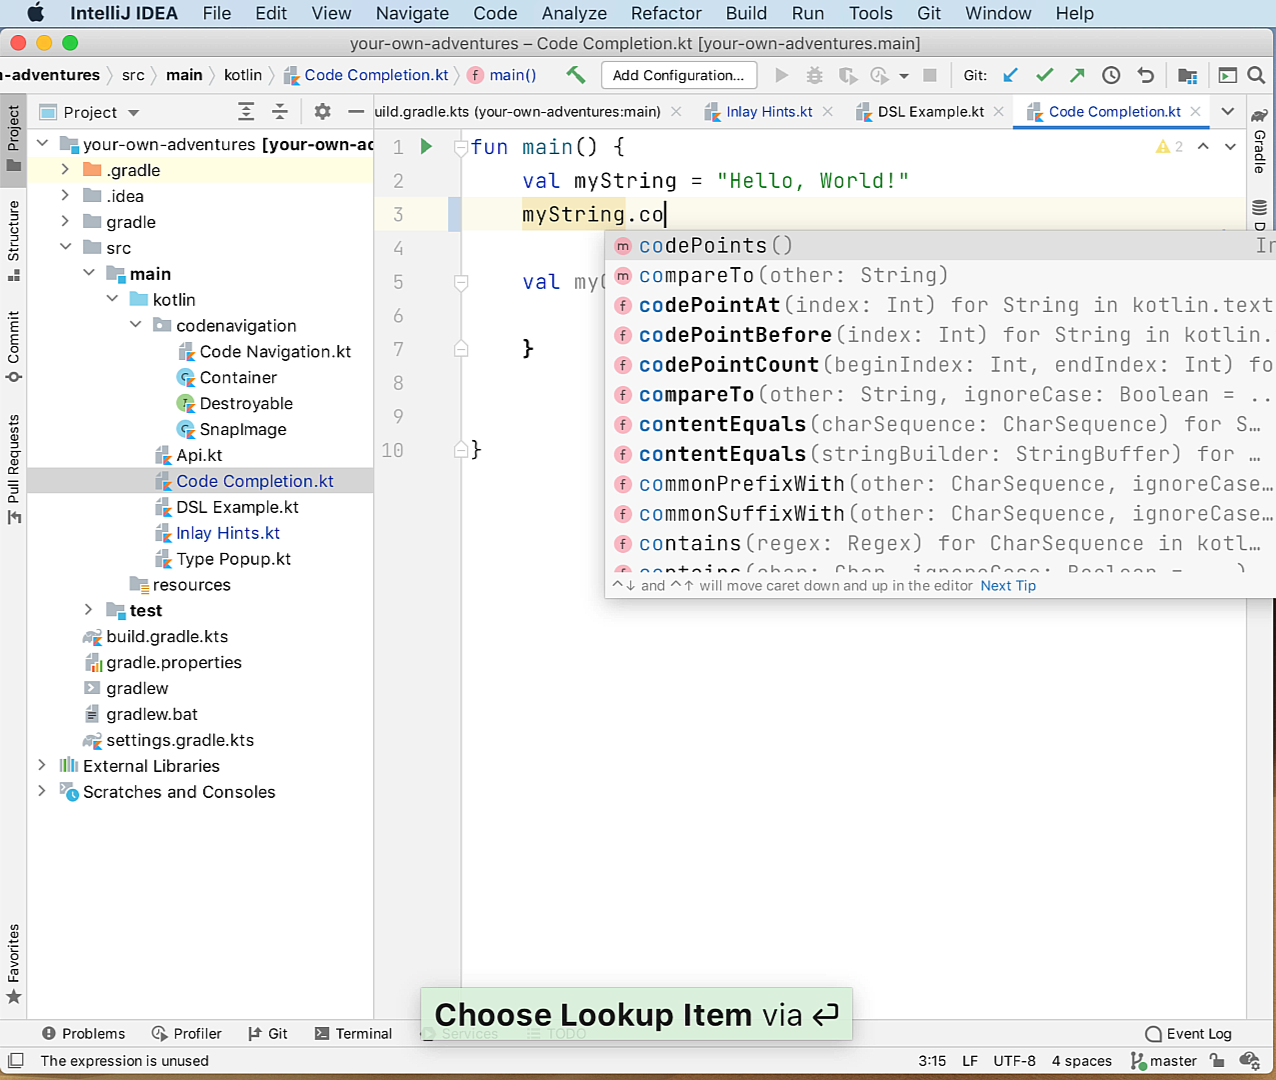 IntelliJ IDEA File Edit View Navigate Code Analyze Refactor Build Run Tools Git Window Help
your-own-adventures – Code Completion.kt [your-own-adventures.main]
n-adventures src main kotlin Code Completion.kt main() Add Configuration... Git:
Project uild.gradle.kts (your-own-adventures:main) Inlay Hints.kt DSL Example.kt Code Completion.kt
Project
Structure
Commit
Pull Requests
Favorites
your-own-adventures [your-own-ac
.gradle
.idea
gradle
src
main
kotlin
codenavigation
Code Navigation.kt
Container
Destroyable
SnapImage
Api.kt
Code Completion.kt
DSL Example.kt
Inlay Hints.kt
Type Popup.kt
resources
test
build.gradle.kts
gradle.properties
gradlew
gradlew.bat
settings.gradle.kts
External Libraries
Scratches and Consoles
1 fun main() {
2 val myString = "Hello, World!"
3 myString.co
4
5 val my
6
7 }
8
9
10 }
2
Gradle
D
codePoints() In
compareTo(other: String)
codePointAt(index: Int) for String in kotlin.text
codePointBefore(index: Int) for String in kotlin.
codePointCount(beginIndex: Int, endIndex: Int) fo
compareTo(other: String, ignoreCase: Boolean = ...
contentEquals(charSequence: CharSequence) for S…
contentEquals(stringBuilder: StringBuffer) for …
commonPrefixWith(other: CharSequence, ignoreCase…
commonSuffixWith(other: CharSequence, ignoreCase…
contains(regex: Regex) for CharSequence in kotl…
contains(char: Char, ignoreCase: Boolean = ...)
^↓ and ^↑ will move caret down and up in the editor Next Tip
Choose Lookup Item via ↵
Problems Profiler Git Terminal Services TODO Event Log
The expression is unused 3:15 LF UTF-8 4 spaces master